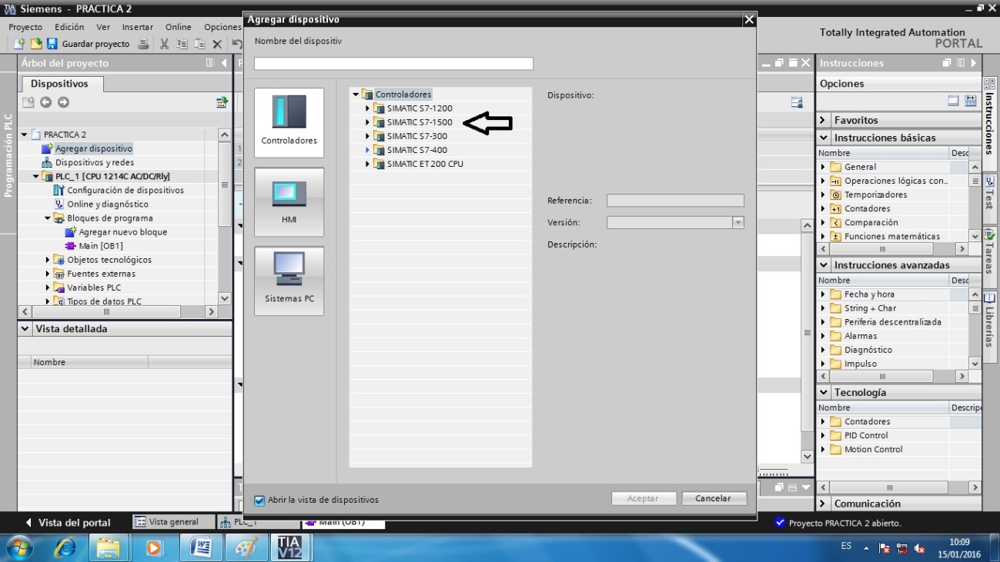 Siemens - PRACTICA 2
Proyecto Edición Ver Insertar Online Opciones
Guardar proyecto
Totally Integrated Automation
PORTAL
Árbol del proyecto
Dispositivos
Programación PLC
PRACTICA 2
Agregar dispositivo
Dispositivos y redes
PLC_1 [CPU 1214C AC/DC/Rly]
Configuración de dispositivos
Online y diagnóstico
Bloques de programa
Agregar nuevo bloque
Main [OB1]
Objetos tecnológicos
Fuentes externas
Variables PLC
Tipos de datos PLC
Vista detallada
Nombre
Agregar dispositivo
Nombre del dispositiv
Controladores
HMI
Sistemas PC
Controladores
SIMATIC S7-1200
SIMATIC S7-1500
SIMATIC S7-300
SIMATIC S7-400
SIMATIC ET 200 CPU
Dispositivo:
Referencia:
Versión:
Descripción:
Abrir la vista de dispositivos
Aceptar
Cancelar
Instrucciones
Opciones
Favoritos
Instrucciones básicas
Nombre Desc
General
Operaciones lógicas con..
Temporizadores
Contadores
Comparación
Funciones matemáticas
Instrucciones avanzadas
Nombre Desc
Fecha y hora
String + Char
Periferia descentralizada
Alarmas
Diagnóstico
Impulso
Tecnología
Nombre Descrip
Contadores
PID Control
Motion Control
Comunicación
Instrucciones
Test
Tareas
Librerías
Vista del portal
Vista general
PLC_1
Main (OB1)
Proyecto PRACTICA 2 abierto.
TIA
V12
ES
10:09
15/01/2016